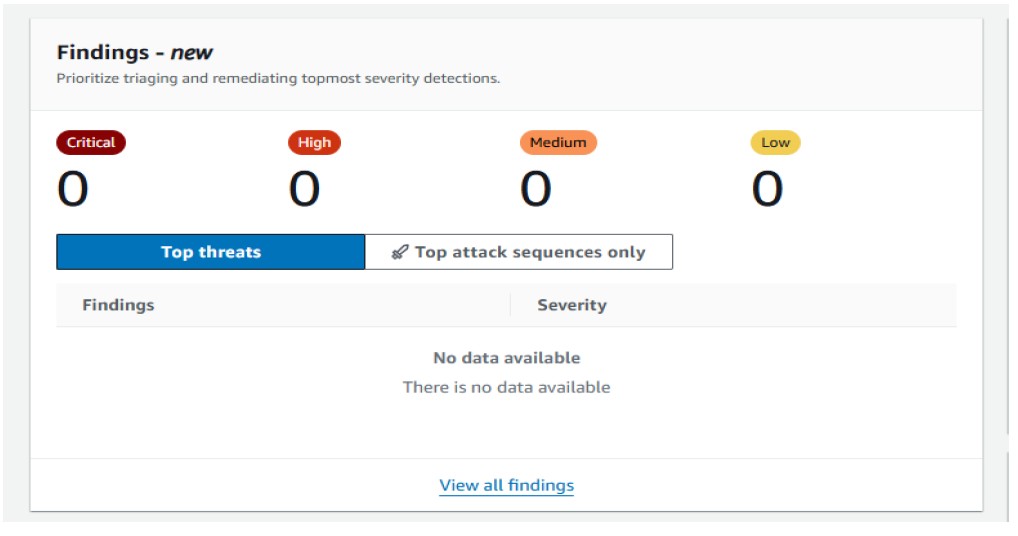 Findings - new
Prioritize triaging and remediating topmost severity detections.
Critical High Medium Low
0 0 0 0
Top threats Top attack sequences only
Findings Severity
No data available
There is no data available
View all findings